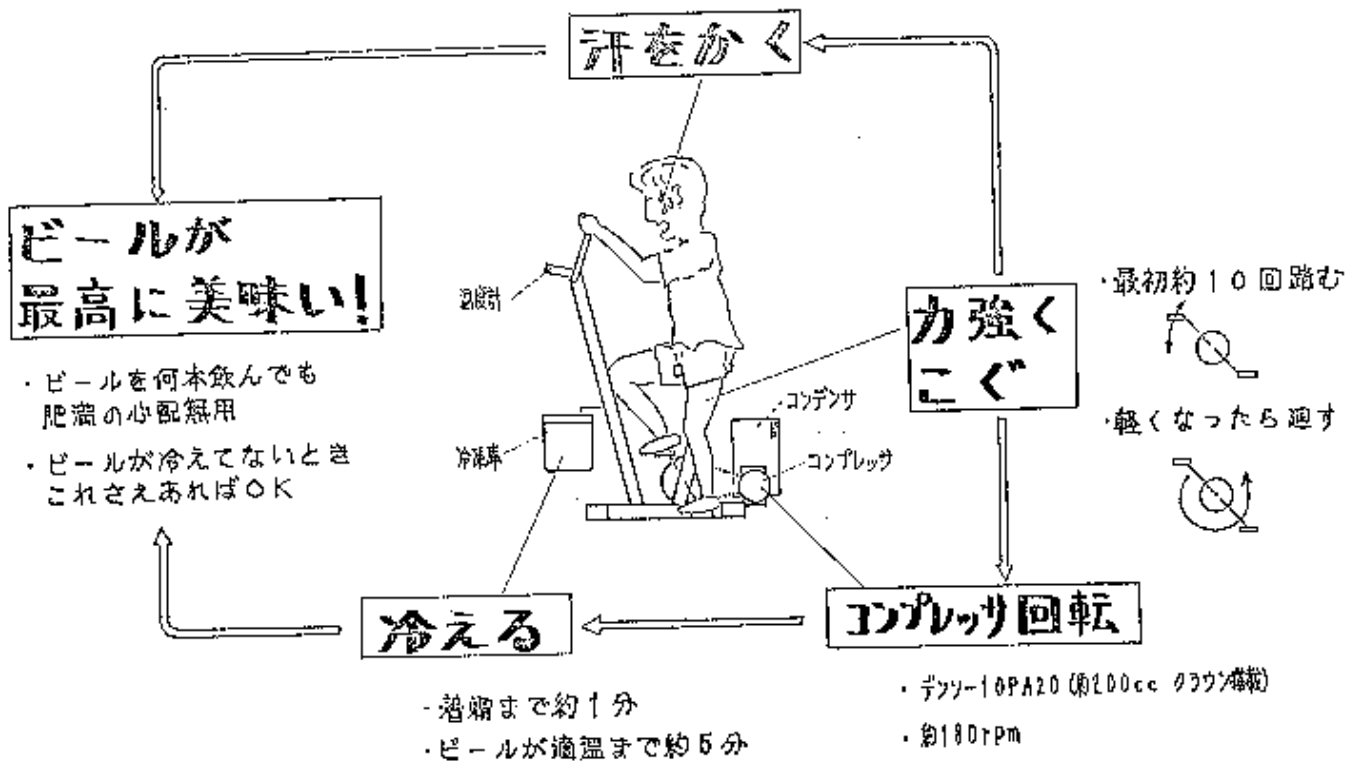 汗をかく
ビールが
最高に美味い!
・ビールを何本飲んでも
肥満の心配無用
・ビールが冷えてないとき
これさえあればOK
温度計
冷凍庫
コンデンサ
コンプレッサ
力強く
こぐ
・最初約10回踏む
・軽くなったら廻す
冷える
・着霜まで約1分
・ビールが適温まで約5分
コンプレッサ回転
・デンソー10PA20(約200cc クラウン搭載)
・約180rpm